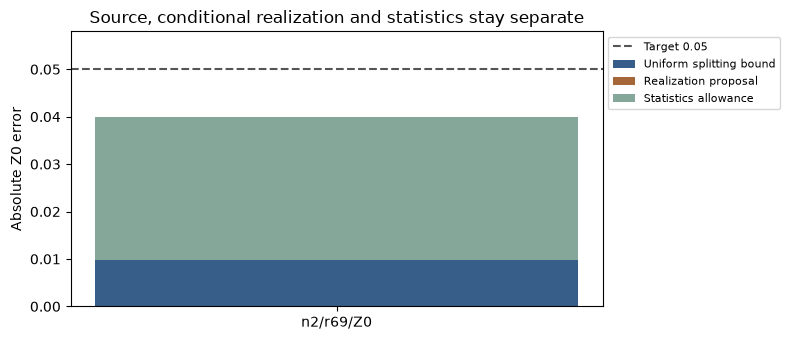 Source, conditional realization and statistics stay separate
Target 0.05
Uniform splitting bound
Realization proposal
Statistics allowance
Absolute Z0 error
0.05
0.04
0.03
0.02
0.01
0.00
n2/r69/Z0